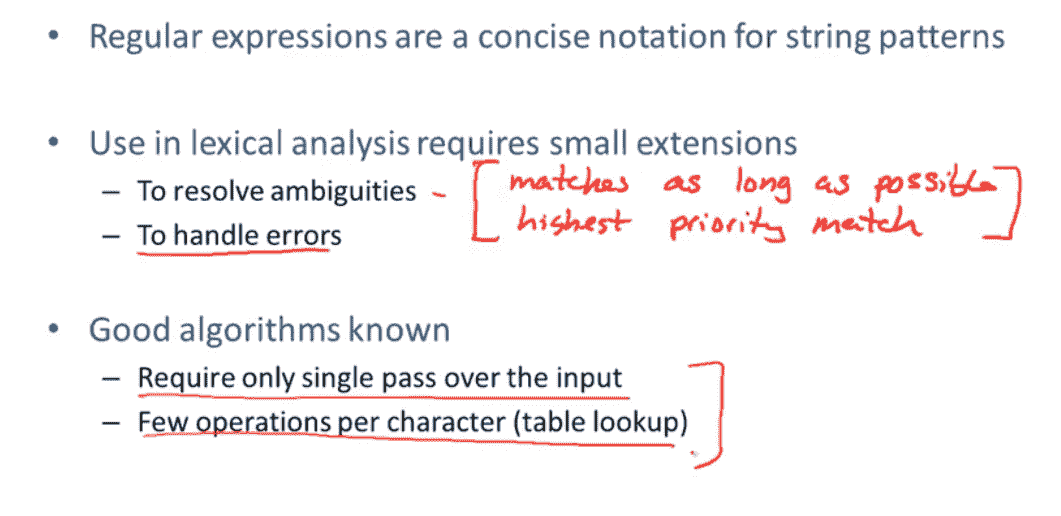 • Regular expressions are a concise notation for string patterns
• Use in lexical analysis requires small extensions
– To resolve ambiguities - [ matches as long as possible
highest priority match ]
– To handle errors
• Good algorithms known
– Require only single pass over the input
– Few operations per character (table lookup)